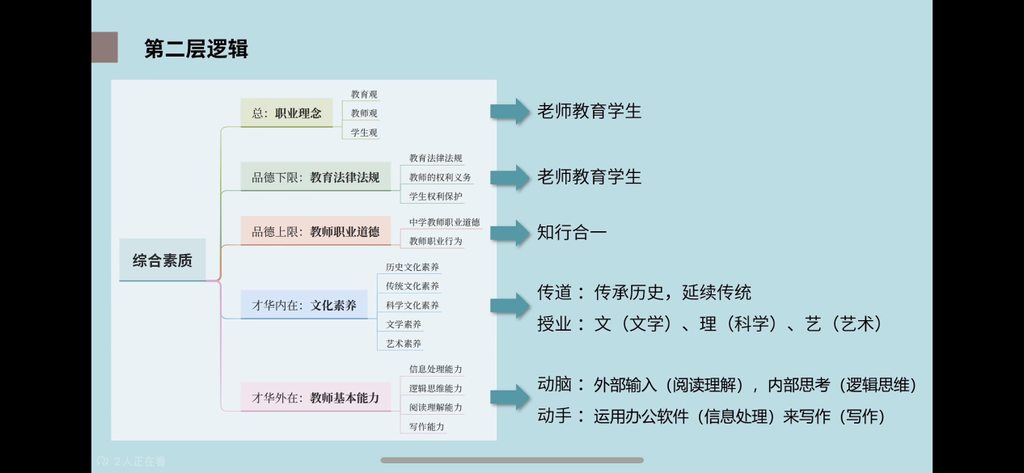 第二层逻辑
教育观
总：职业理念
教师观
学生观
老师教育学生
教育法律法规
品德下限：教育法律法规
教师的权利义务
学生权利保护
老师教育学生
中学教师职业道德
品德上限：教师职业道德
教师职业行为
知行合一
综合素质
历史文化素养
传统文化素养
才华内在：文化素养
科学文化素养
文学素养
艺术素养
传道：传承历史，延续传统
授业：文（文学）、理（科学）、艺（艺术）
信息处理能力
逻辑思维能力
才华外在：教师基本能力
阅读理解能力
写作能力
动脑：外部输入（阅读理解），内部思考（逻辑思维）
动手：运用办公软件（信息处理）来写作（写作）
2人正在看